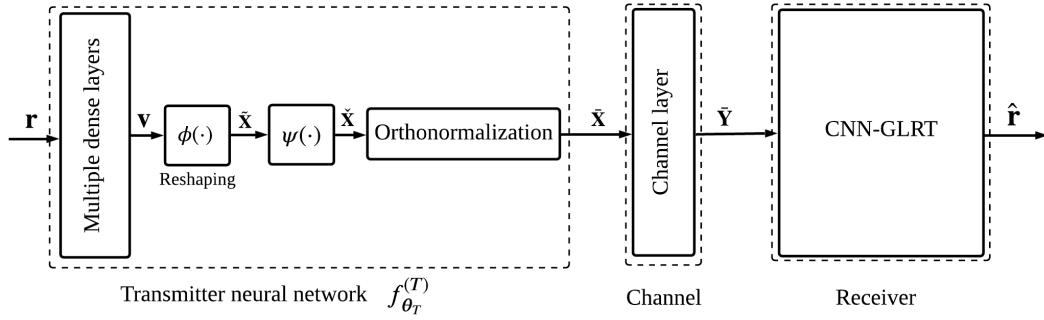 r
Multiple dense layers
v
ϕ(·)
Reshaping
x̃
ψ(·)
x̌
Orthonormalization
x̄
Channel layer
Ȳ
CNN-GLRT
r̂
Transmitter neural network f_{θ_T}^{(T)}
Channel
Receiver